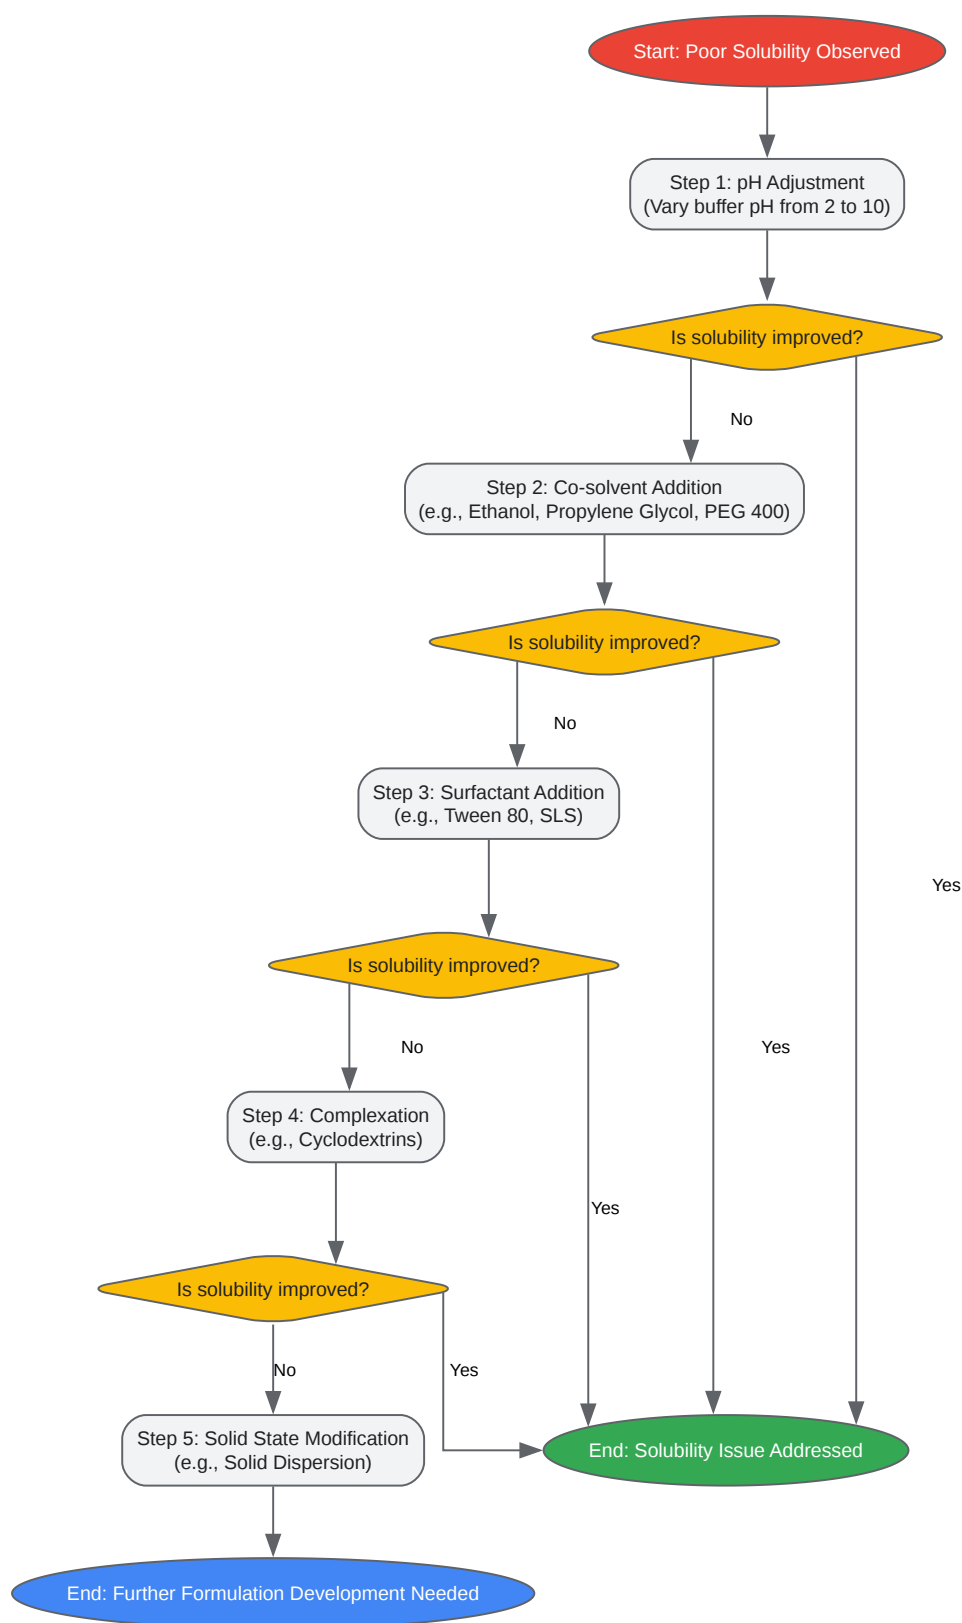 Start: Poor Solubility Observed
Step 1: pH Adjustment
(Vary buffer pH from 2 to 10)
Is solubility improved?
No
Step 2: Co-solvent Addition
(e.g., Ethanol, Propylene Glycol, PEG 400)
Is solubility improved?
No
Step 3: Surfactant Addition
(e.g., Tween 80, SLS)
Yes
Is solubility improved?
No
Yes
Step 4: Complexation
(e.g., Cyclodextrins)
Yes
Is solubility improved?
No
Yes
Step 5: Solid State Modification
(e.g., Solid Dispersion)
End: Solubility Issue Addressed
End: Further Formulation Development Needed